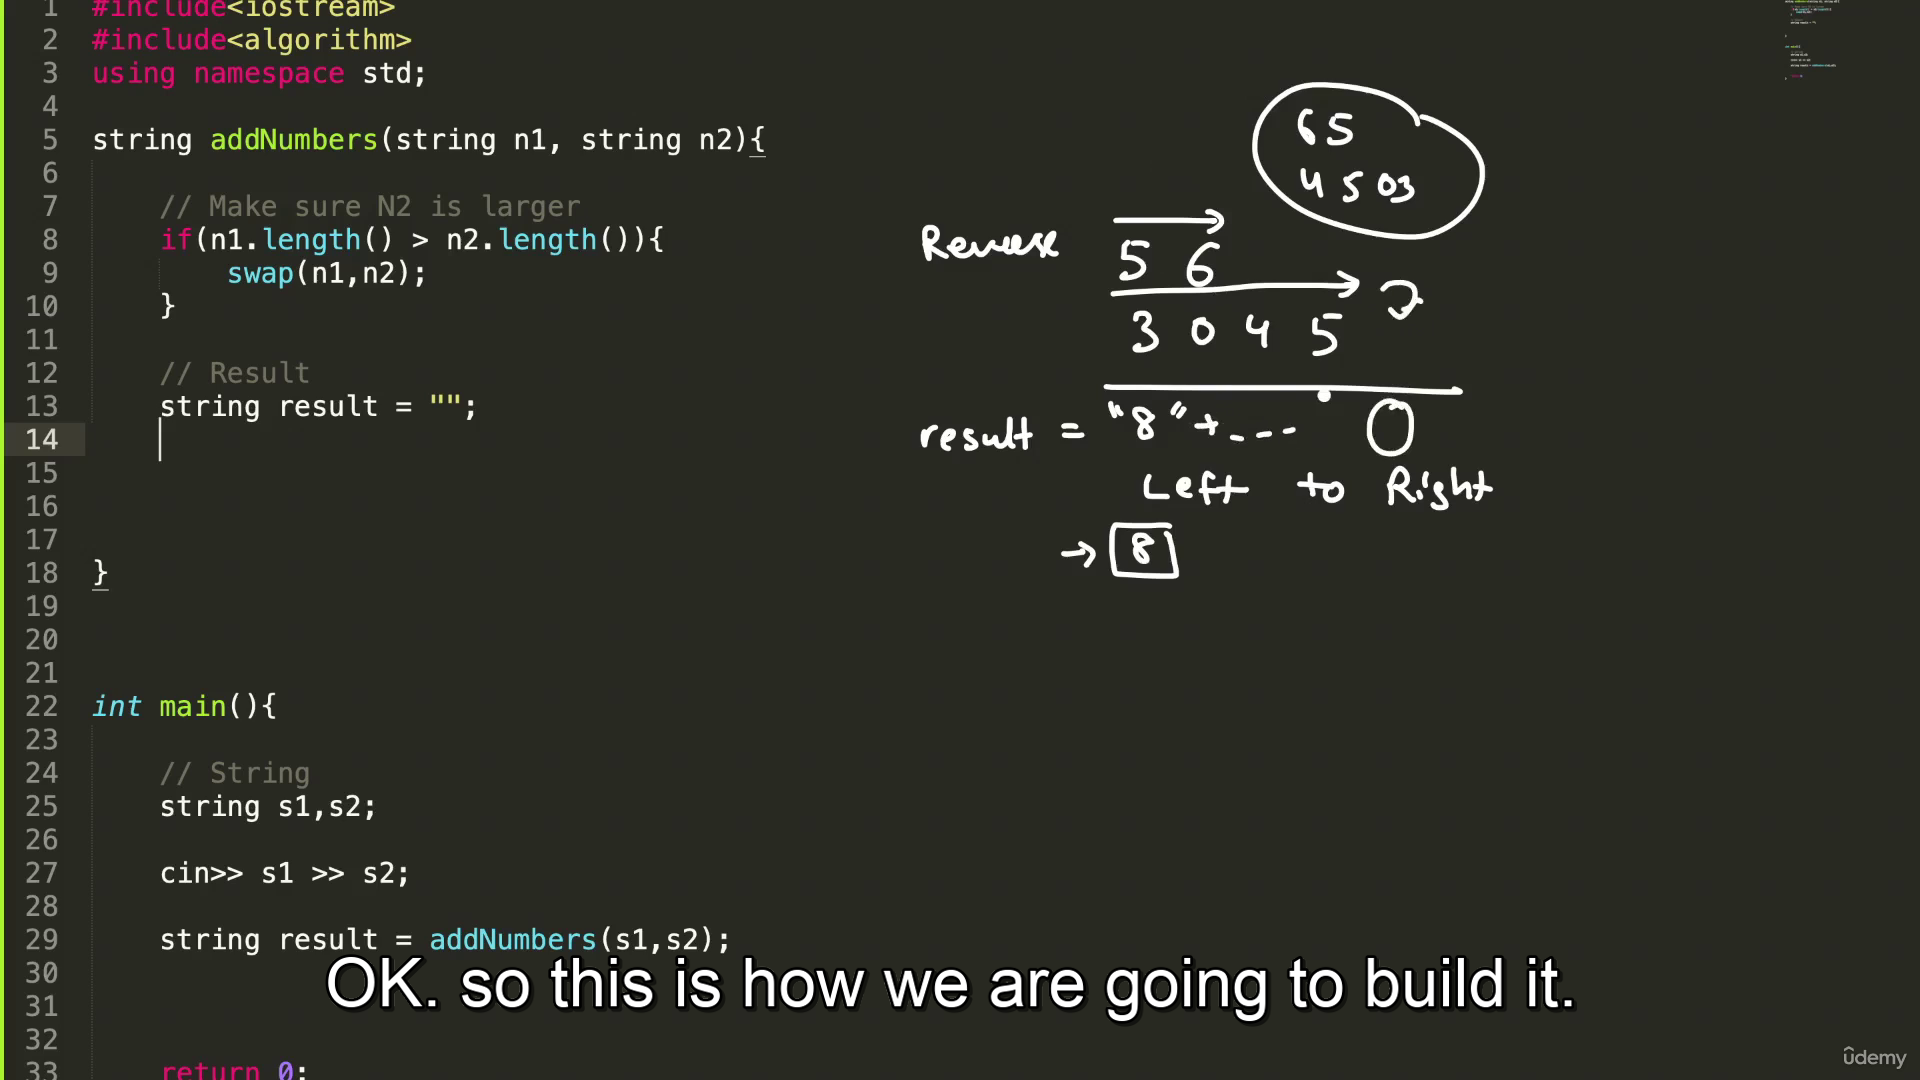 1 #include<iostream>
2 #include<algorithm>
3 using namespace std;
4
5 string addNumbers(string n1, string n2){
6
7 // Make sure N2 is larger
8 if(n1.length() > n2.length()){
9 swap(n1,n2);
10 }
11
12 // Result
13 string result = "";
14
15
16
17
18 }
19
20
21
22 int main(){
23
24 // String
25 string s1,s2;
26
27 cin>> s1 >> s2;
28
29 string result = addNumbers(s1,s2);
30
31
32
33 return 0;
65
4503
Reverse
5 6
3 0 4 5
result = "8" + ---
Left to Right
→ 8
OK. so this is how we are going to build it.
ûdemy